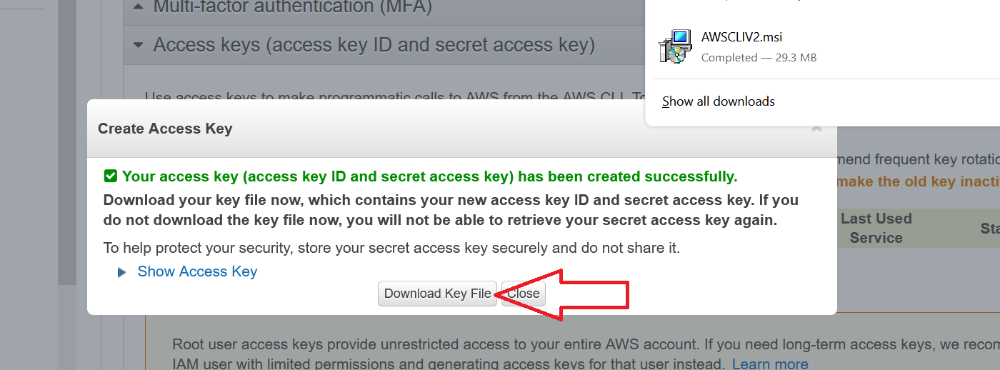 Multi-factor authentication (MFA)
Access keys (access key ID and secret access key)
AWSCLIV2.msi
Completed — 29.3 MB
Show all downloads
Use access keys to make programmatic calls to AWS from the AWS CLI, To
Create Access Key
mend frequent key rotatio
make the old key inacti
Your access key (access key ID and secret access key) has been created successfully.
Download your key file now, which contains your new access key ID and secret access key. If you
do not download the key file now, you will not be able to retrieve your secret access key again.
To help protect your security, store your secret access key securely and do not share it.
Show Access Key
Download Key File
Close
Last Used
Service
Sta
Root user access keys provide unrestricted access to your entire AWS account. If you need long-term access keys, we recom
IAM user with limited permissions and generating access keys for that user instead. Learn more